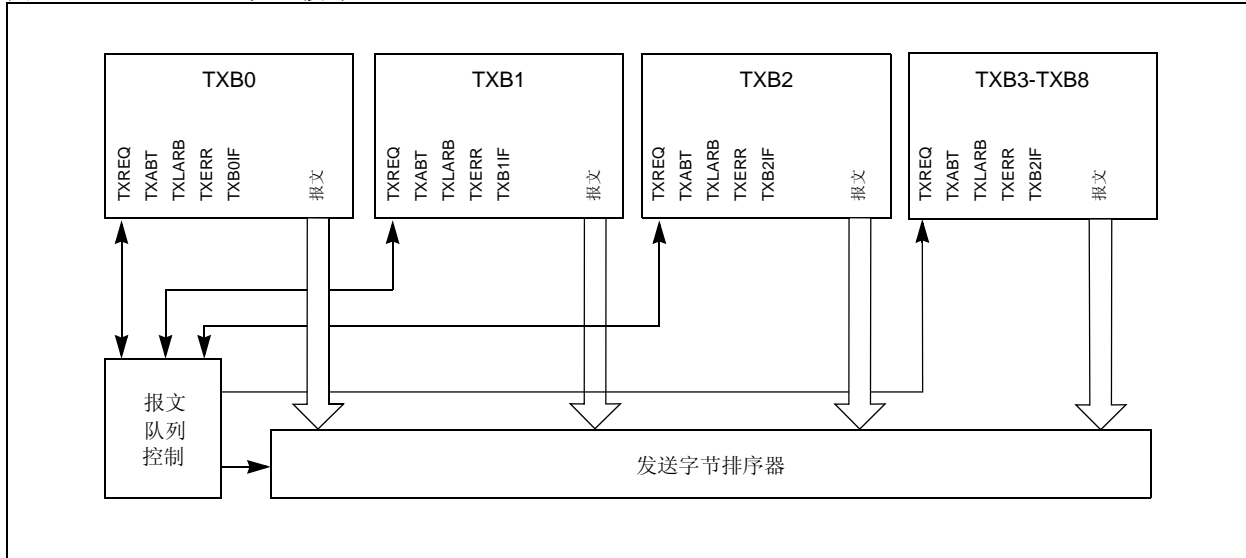 TXB0
TXREQ
TXABT
TXLARB
TXERR
TXB0IF
报文
TXB1
TXREQ
TXABT
TXLARB
TXERR
TXB1IF
报文
TXB2
TXREQ
TXABT
TXLARB
TXERR
TXB2IF
报文
TXB3-TXB8
TXREQ
TXABT
TXLARB
TXERR
TXB2IF
报文
报文
队列
控制
发送字节排序器